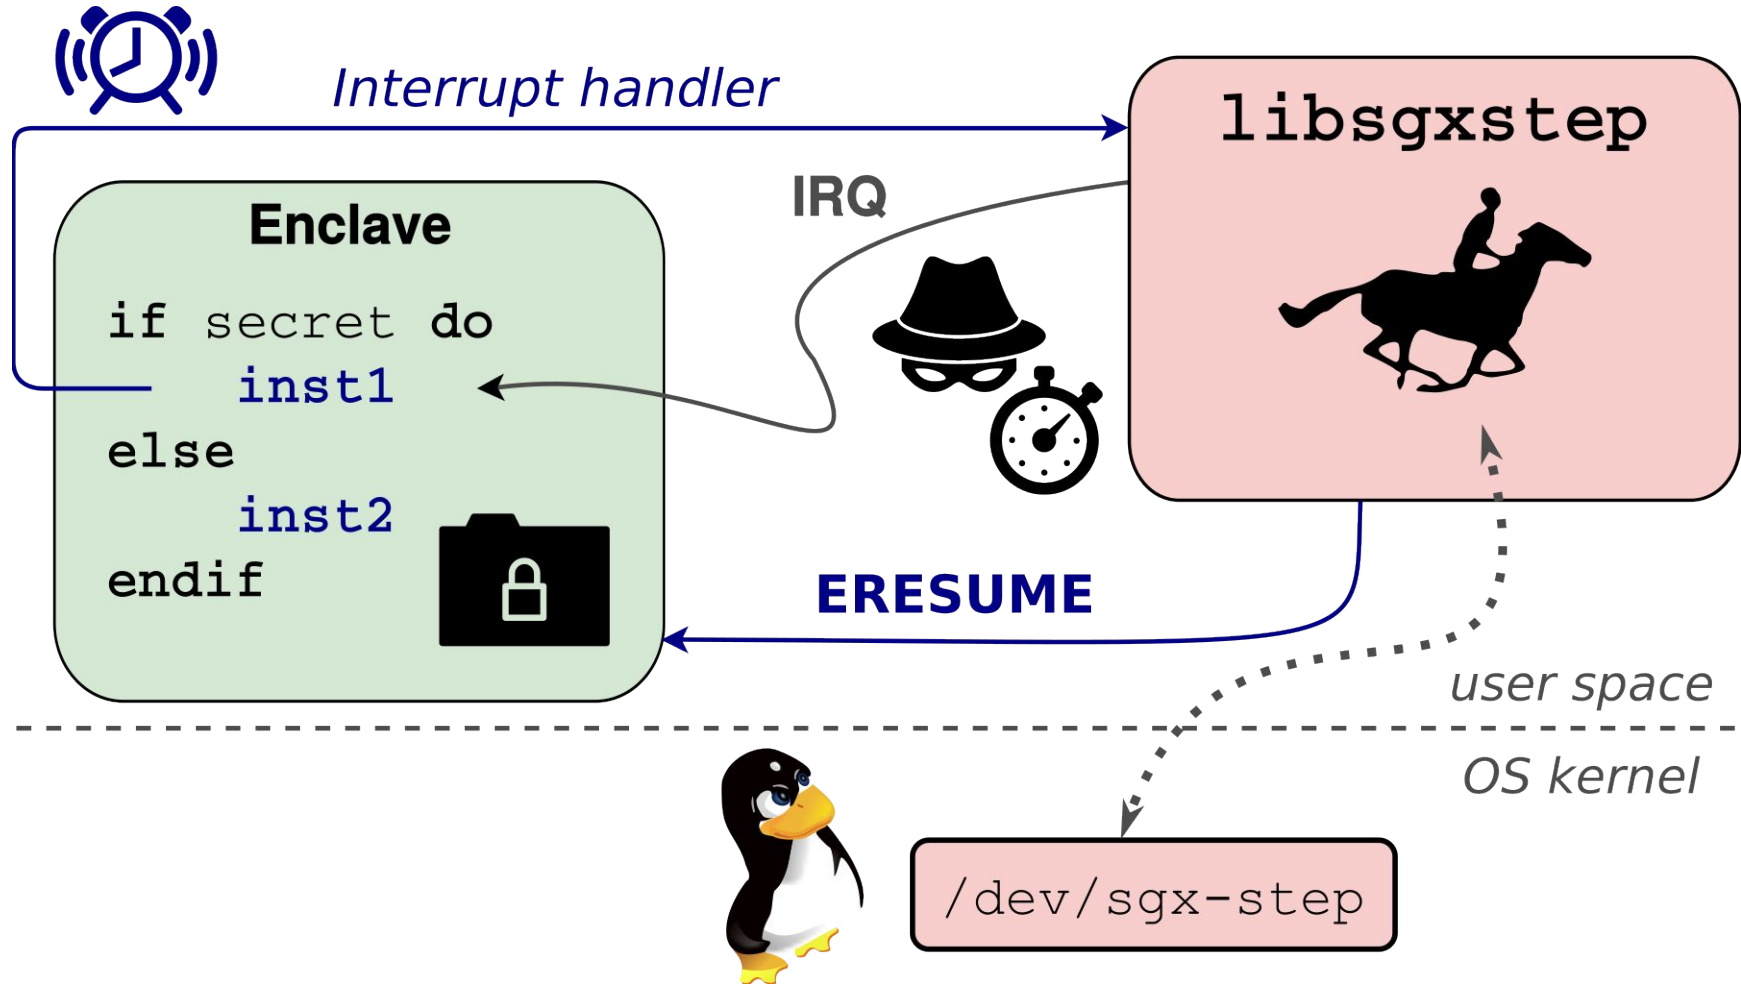 Interrupt handler
libsgxstep
IRQ
Enclave
if secret do
inst1
else
inst2
endif
ERESUME
user space
OS kernel
/dev/sgx-step